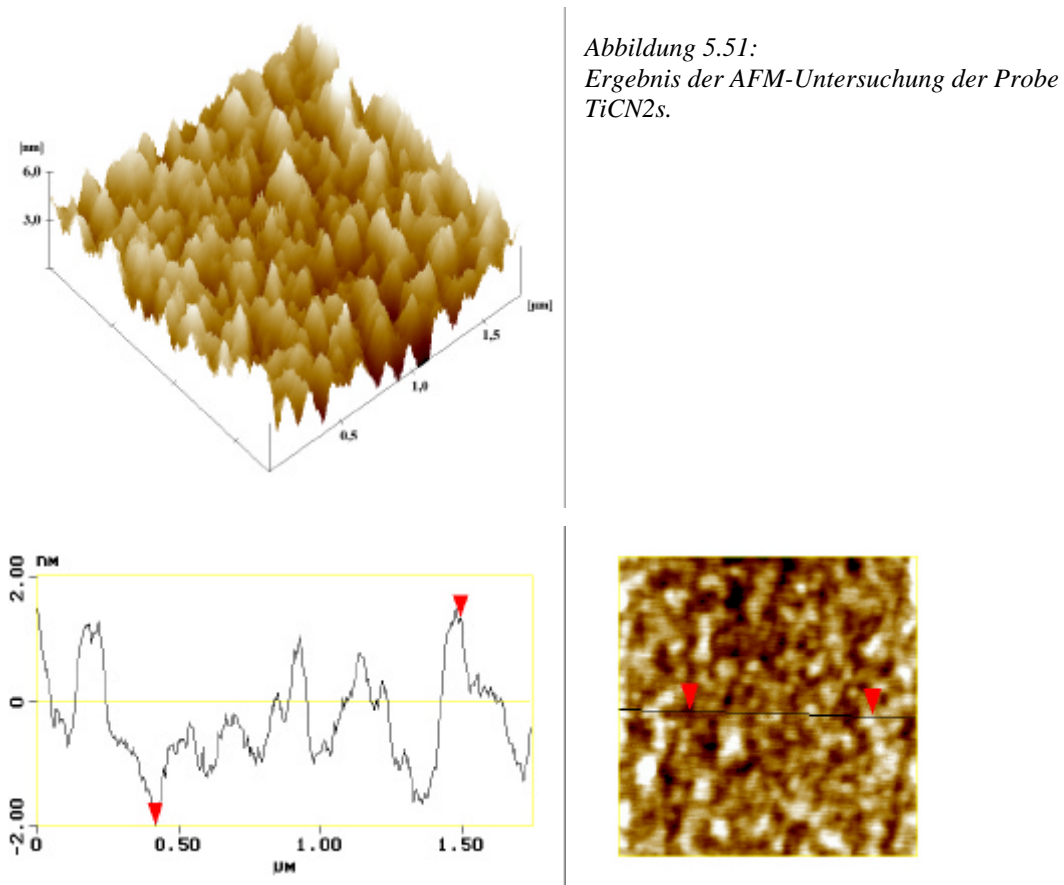 Abbildung 5.51:
Ergebnis der AFM-Untersuchung der Probe
TiCN2s.
[nm]
6,0
3,0
[µm]
1,5
1,0
0,5
nM
2.00
0
-2.00
0
0.50
1.00
1.50
µM